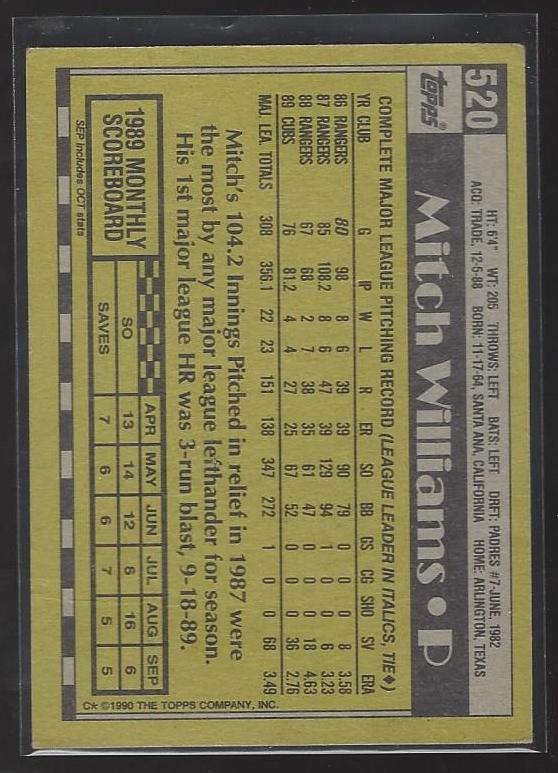 520
topps®
HT: 6'4" WT: 205 THROWS: LEFT BATS: LEFT DRFT: PADRES #7-JUNE, 1982
ACQ: TRADE, 12-5-88 BORN: 11-17-64, SANTA ANA, CALIFORNIA HOME: ARLINGTON, TEXAS
Mitch Williams • P
COMPLETE MAJOR LEAGUE PITCHING RECORD (LEAGUE LEADER IN ITALICS, TIE♦)
YR CLUB G IP W L R ER SO BB GS CG SHO SV ERA
86 RANGERS 80 98 8 6 39 39 90 79 0 0 0 8 3.58
87 RANGERS 85 108.2 8 6 47 39 129 94 1 0 0 6 3.23
88 RANGERS 67 68 2 7 38 35 61 47 0 0 0 18 4.63
89 CUBS 76 81.2 4 4 27 25 67 52 0 0 0 36 2.76
MAJ. LEA. TOTALS 308 356.1 22 23 151 138 347 272 1 0 0 68 3.49
Mitch's 104.2 Innings Pitched in relief in 1987 were
the most by any major league lefthander for season.
His 1st major league HR was 3-run blast, 9-18-89.
1989 MONTHLY
SCOREBOARD
SEP includes OCT stats
APR MAY JUN JUL AUG SEP
SO 13 14 12 6 16 6
SAVES 7 6 6 7 5 5
C* ©1990 THE TOPPS COMPANY, INC.